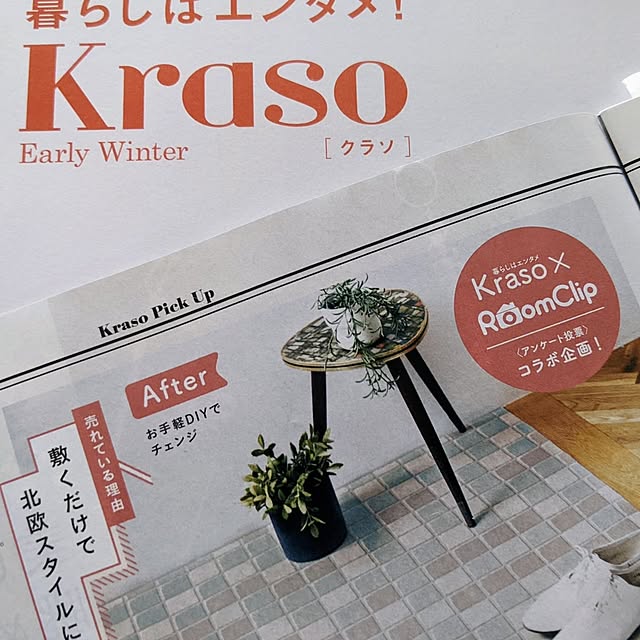 暮らしはエンタメ!
Kraso
Early Winter
[クラソ]
Kraso Pick Up
暮らしはエンタメ
Kraso×
RoomClip
〈アンケート投票〉
コラボ企画!
After
お手軽DIYで
チェンジ
売れている理由
敷くだけで
北欧スタイルに